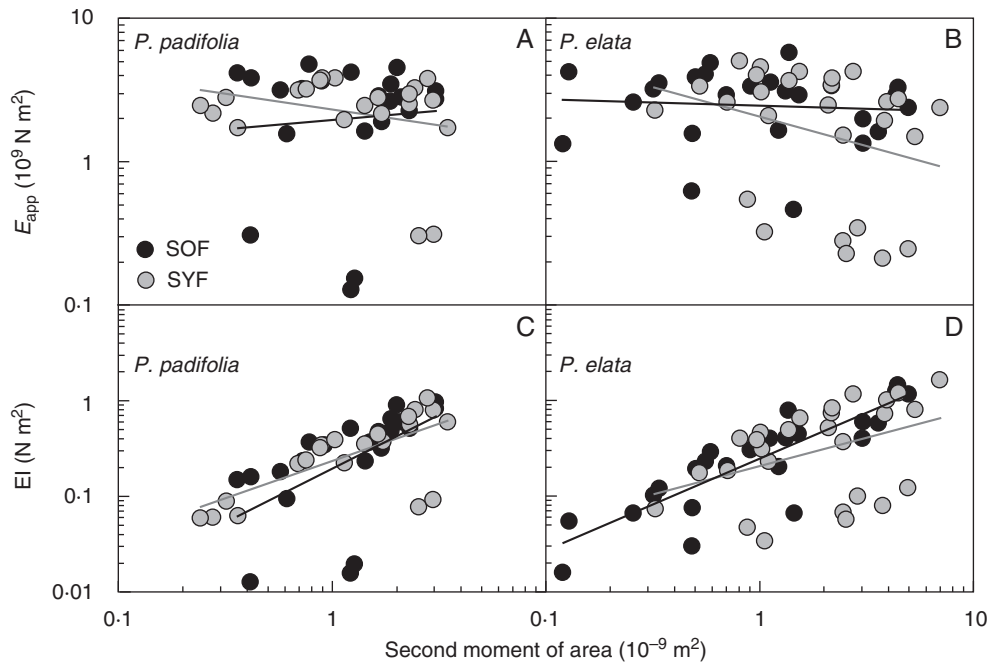 10
P. padifolia
A
P. elata
B
Eapp (10⁹ N m²)
1
SOF
SYF
0·1
C
D
P. padifolia
P. elata
EI (N m²)
1
0·1
0·01
0·1
1
0·1
1
10
Second moment of area (10⁻⁹ m²)